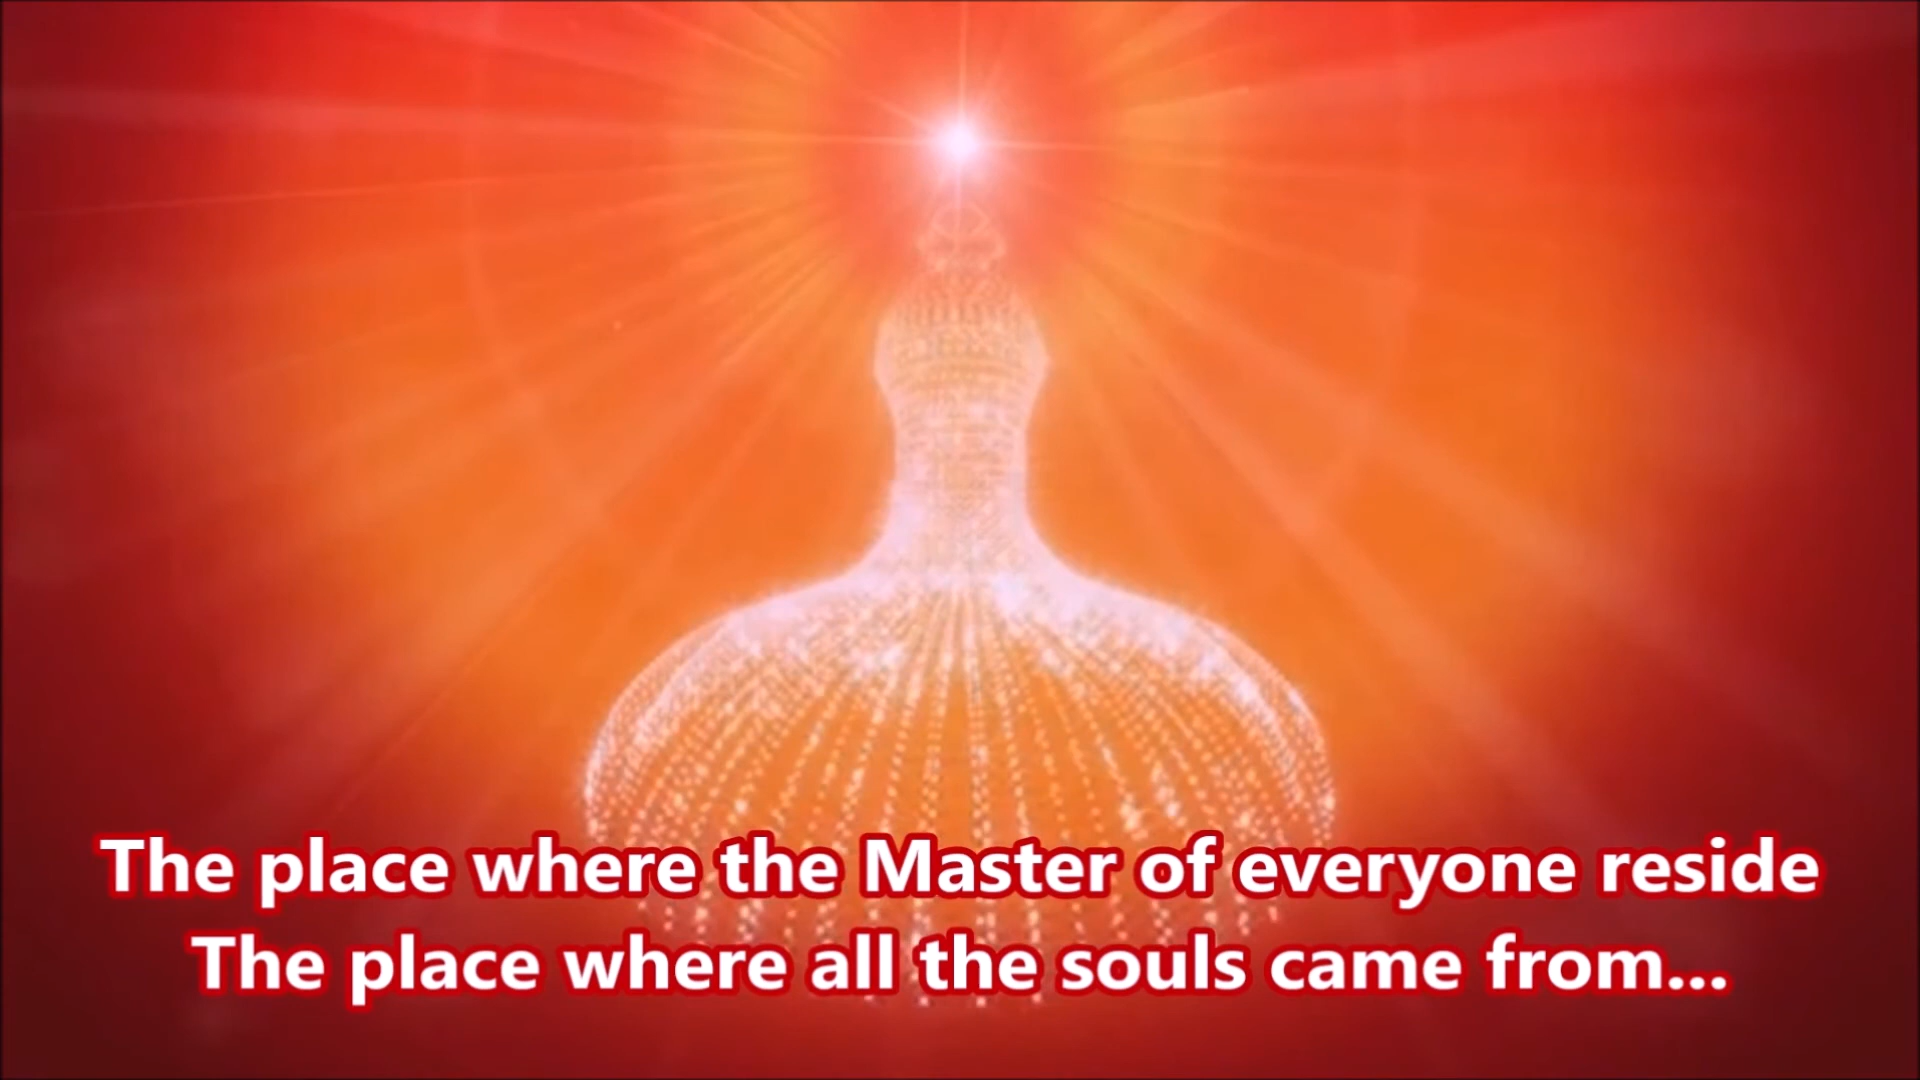 The place where the Master of everyone reside
The place where all the souls came from...